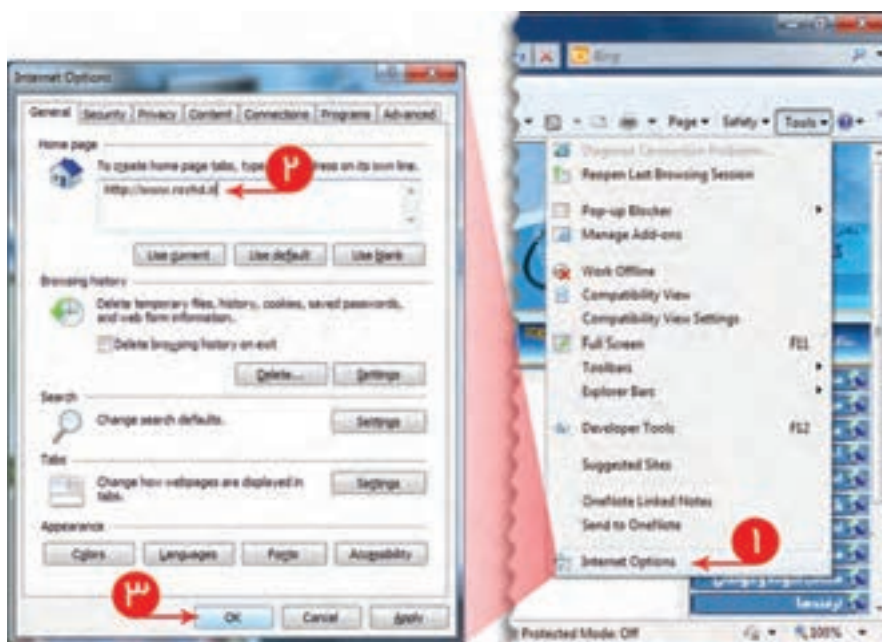 Internet Options
General Security Privacy Content Connections Programs Advanced
Home page
To create home page tabs, type ress on its own line.
http://www.roshd.ir
۲
Use current Use default Use blank
Browsing history
Delete temporary files, history, cookies, saved passwords,
and web form information.
Delete browsing history on exit
Delete... Settings
Search
Change search defaults.
Settings
Tabs
Change how webpages are displayed in
tabs.
Settings
Appearance
Colors Languages Fonts Accessibility
۳
OK Cancel Apply
Bing
Page Safety Tools
Diagnose Connection Problems...
Reopen Last Browsing Session
Pop-up Blocker
Manage Add-ons
Work Offline
Compatibility View
Compatibility View Settings
Full Screen F11
Toolbars
Explorer Bars
Developer Tools F12
Suggested Sites
OneNote Linked Notes
Send to OneNote
۱
Internet Options
Protected Mode: Off 100%